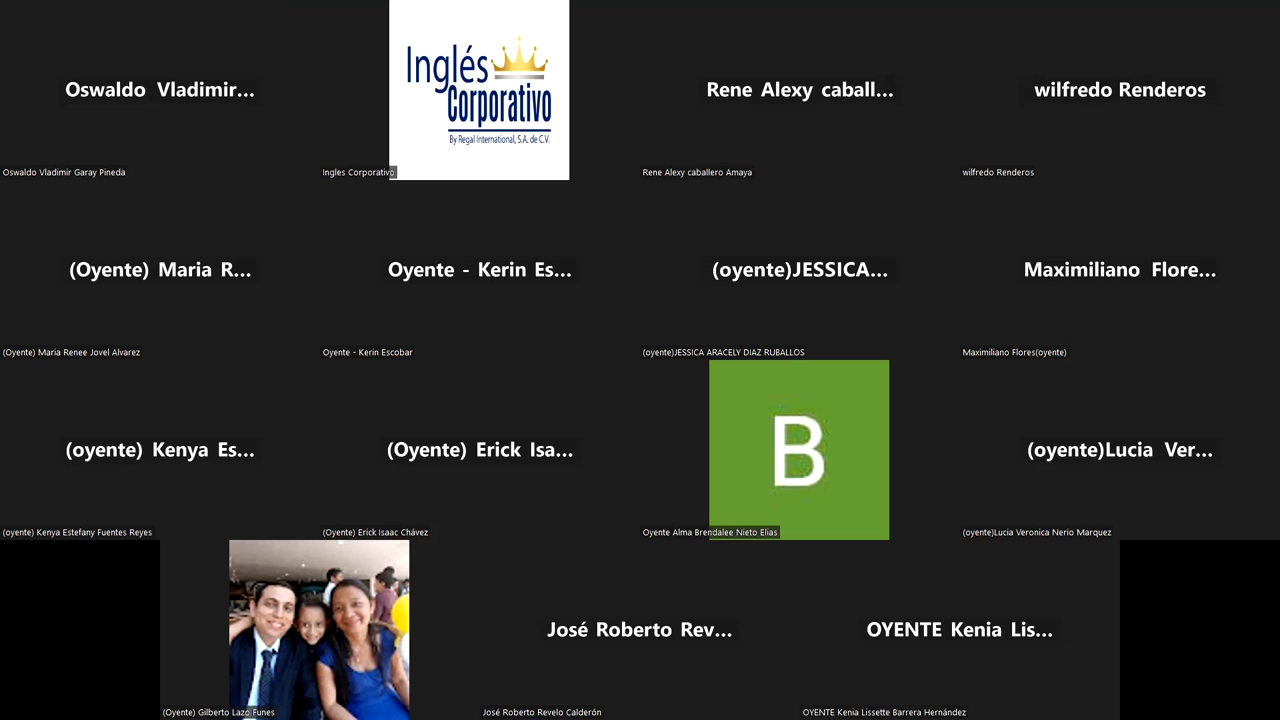 Oswaldo Vladimir...
Oswaldo Vladimir Garay Pineda
Inglés
Corporativo
By Regal International, S.A. de C.V.
Ingles Corporativo
Rene Alexy caball...
Rene Alexy caballero Amaya
wilfredo Renderos
wilfredo Renderos
(Oyente) Maria R...
(Oyente) Maria Renee Jovel Alvarez
Oyente - Kerin Es...
Oyente - Kerin Escobar
(oyente)JESSICA...
(oyente)JESSICA ARACELY DIAZ RUBALLOS
Maximiliano Flore...
Maximiliano Flores(oyente)
(oyente) Kenya Es...
(oyente) Kenya Estefany Fuentes Reyes
(Oyente) Erick Isa...
(Oyente) Erick Isaac Chávez
B
Oyente Alma Brendalee Nieto Elias
(oyente)Lucia Ver...
(oyente)Lucia Veronica Nerio Marquez
(Oyente) Gilberto Lazo Funes
José Roberto Rev...
José Roberto Revelo Calderón
OYENTE Kenia Lis...
OYENTE Kenia Lissette Barrera Hernández